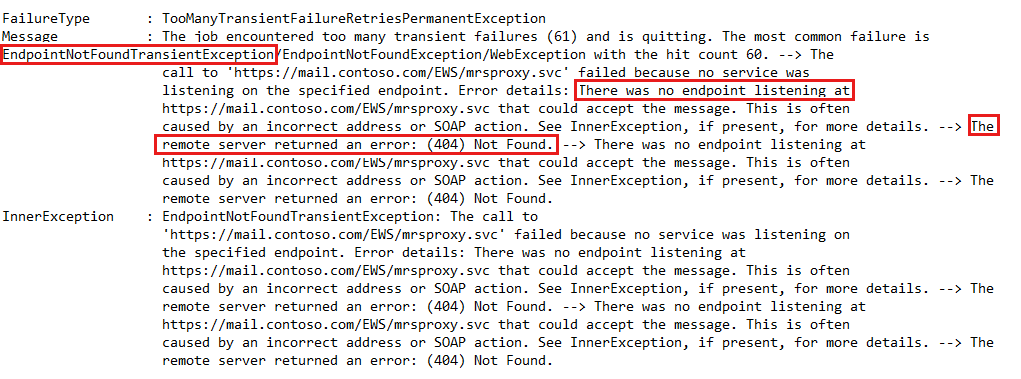 FailureType      : TooManyTransientFailureRetriesPermanentException
Message          : The job encountered too many transient failures (61) and is quitting. The most common failure is
EndpointNotFoundTransientException/EndpointNotFoundException/WebException with the hit count 60. --> The
call to 'https://mail.contoso.com/EWS/mrsproxy.svc' failed because no service was
listening on the specified endpoint. Error details: There was no endpoint listening at
https://mail.contoso.com/EWS/mrsproxy.svc that could accept the message. This is often
caused by an incorrect address or SOAP action. See InnerException, if present, for more details. --> The
remote server returned an error: (404) Not Found. --> There was no endpoint listening at
https://mail.contoso.com/EWS/mrsproxy.svc that could accept the message. This is often
caused by an incorrect address or SOAP action. See InnerException, if present, for more details. --> The
remote server returned an error: (404) Not Found.
InnerException   : EndpointNotFoundTransientException: The call to
'https://mail.contoso.com/EWS/mrsproxy.svc' failed because no service was listening on
the specified endpoint. Error details: There was no endpoint listening at
https://mail.contoso.com/EWS/mrsproxy.svc that could accept the message. This is often
caused by an incorrect address or SOAP action. See InnerException, if present, for more details. --> The
remote server returned an error: (404) Not Found. --> There was no endpoint listening at
https://mail.contoso.com/EWS/mrsproxy.svc that could accept the message. This is often
caused by an incorrect address or SOAP action. See InnerException, if present, for more details. --> The
remote server returned an error: (404) Not Found.